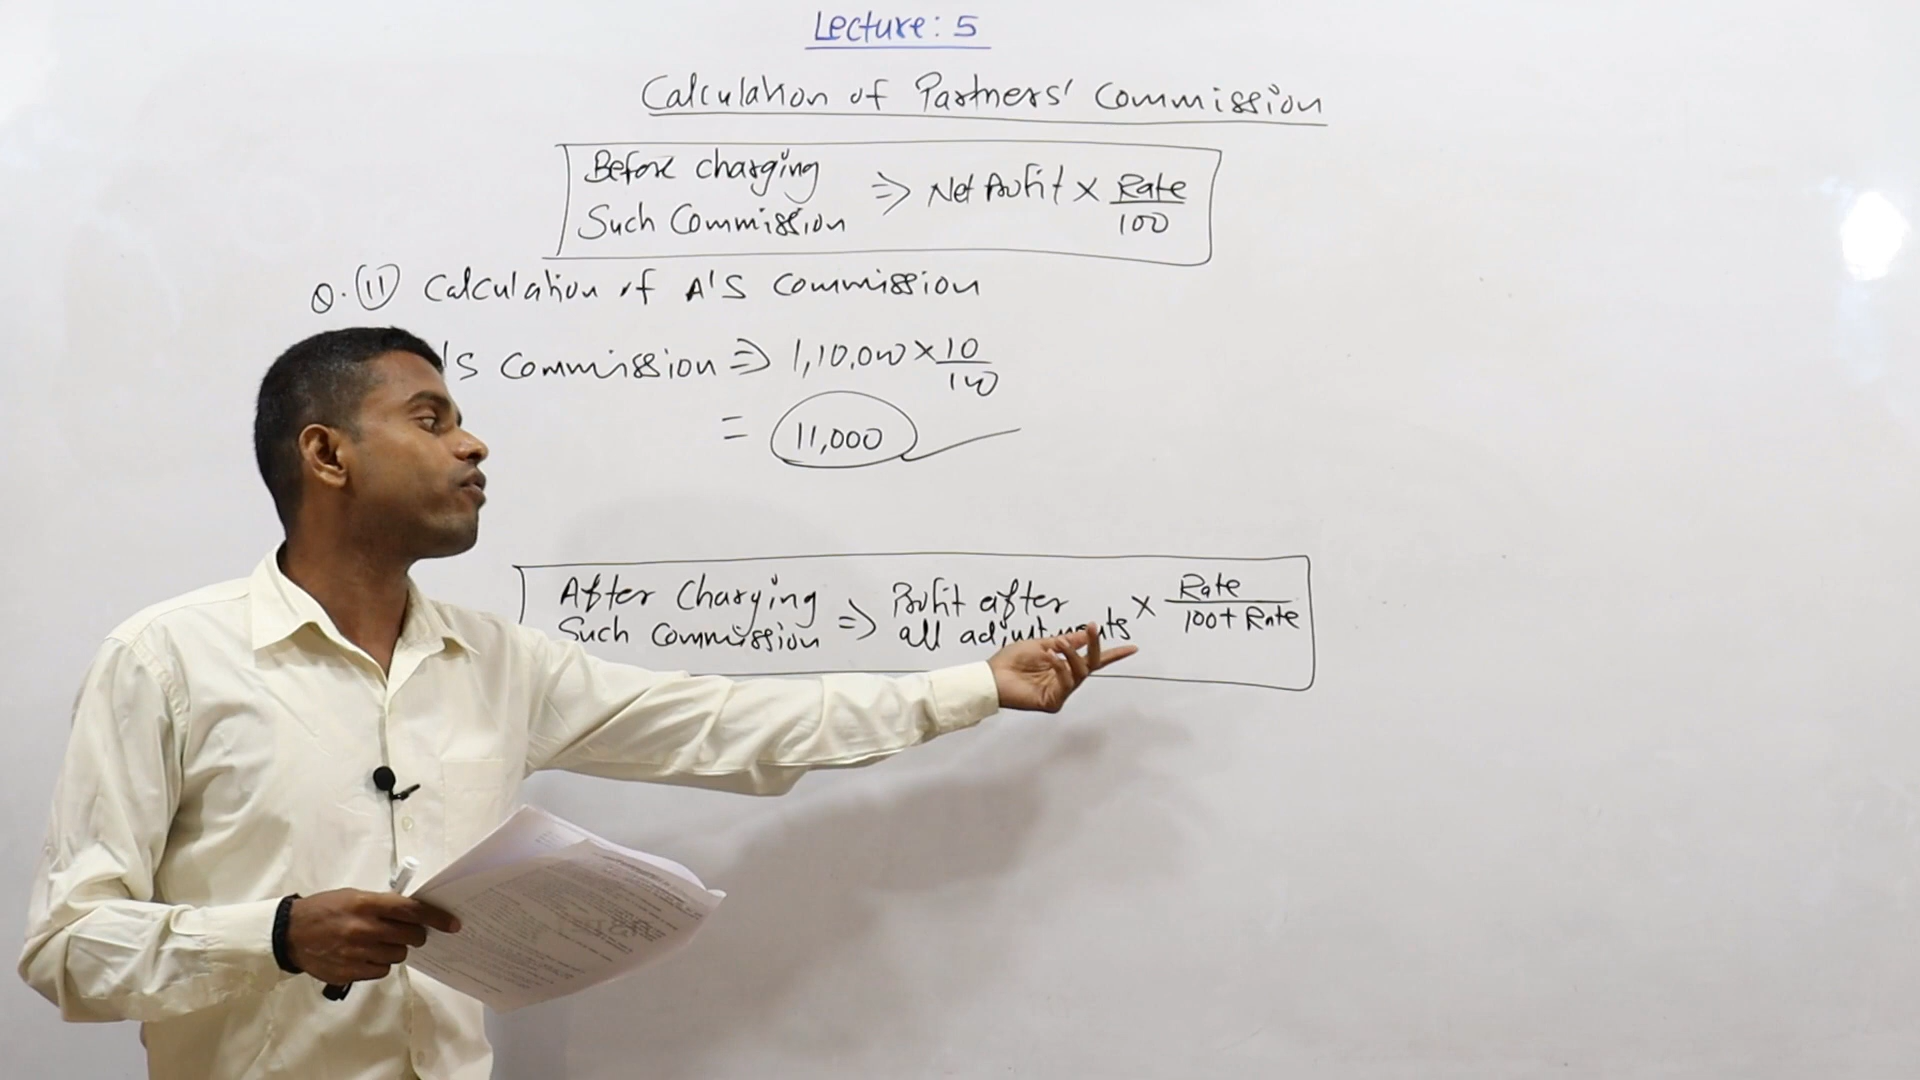 Lecture: 5
Calculation of Partners' Commission
Before charging
Such Commission ⇒ Net Profit × Rate/100
Q. (11) Calculation of A's Commission
's Commission ⇒ 1,10,000 × 10/100
= 11,000
After Charging
Such Commission ⇒ Profit after all adjustments × Rate/100+Rate